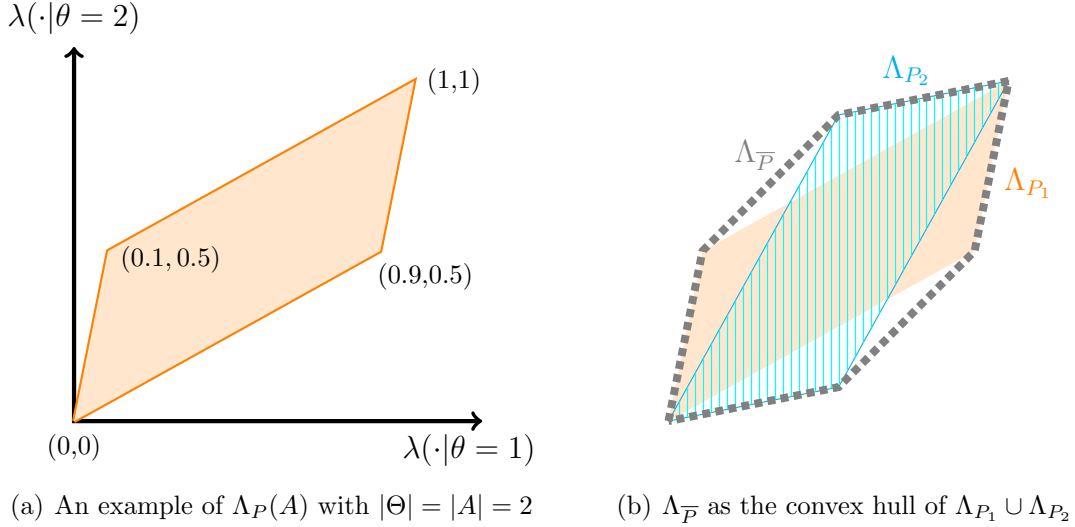 λ(·|θ = 2)
(1,1)
(0.1, 0.5)
(0.9,0.5)
(0,0)
λ(·|θ = 1)
(a) An example of Λ_P(A) with |Θ| = |A| = 2
Λ_{P_2}
Λ_{\overline{P}}
Λ_{P_1}
(b) Λ_{\overline{P}} as the convex hull of Λ_{P_1} ∪ Λ_{P_2}